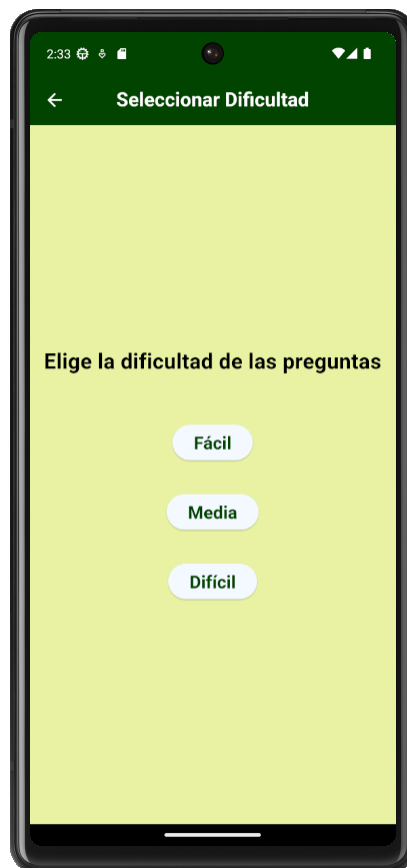 2:33
Seleccionar Dificultad
Elige la dificultad de las preguntas
Fácil
Media
Difícil